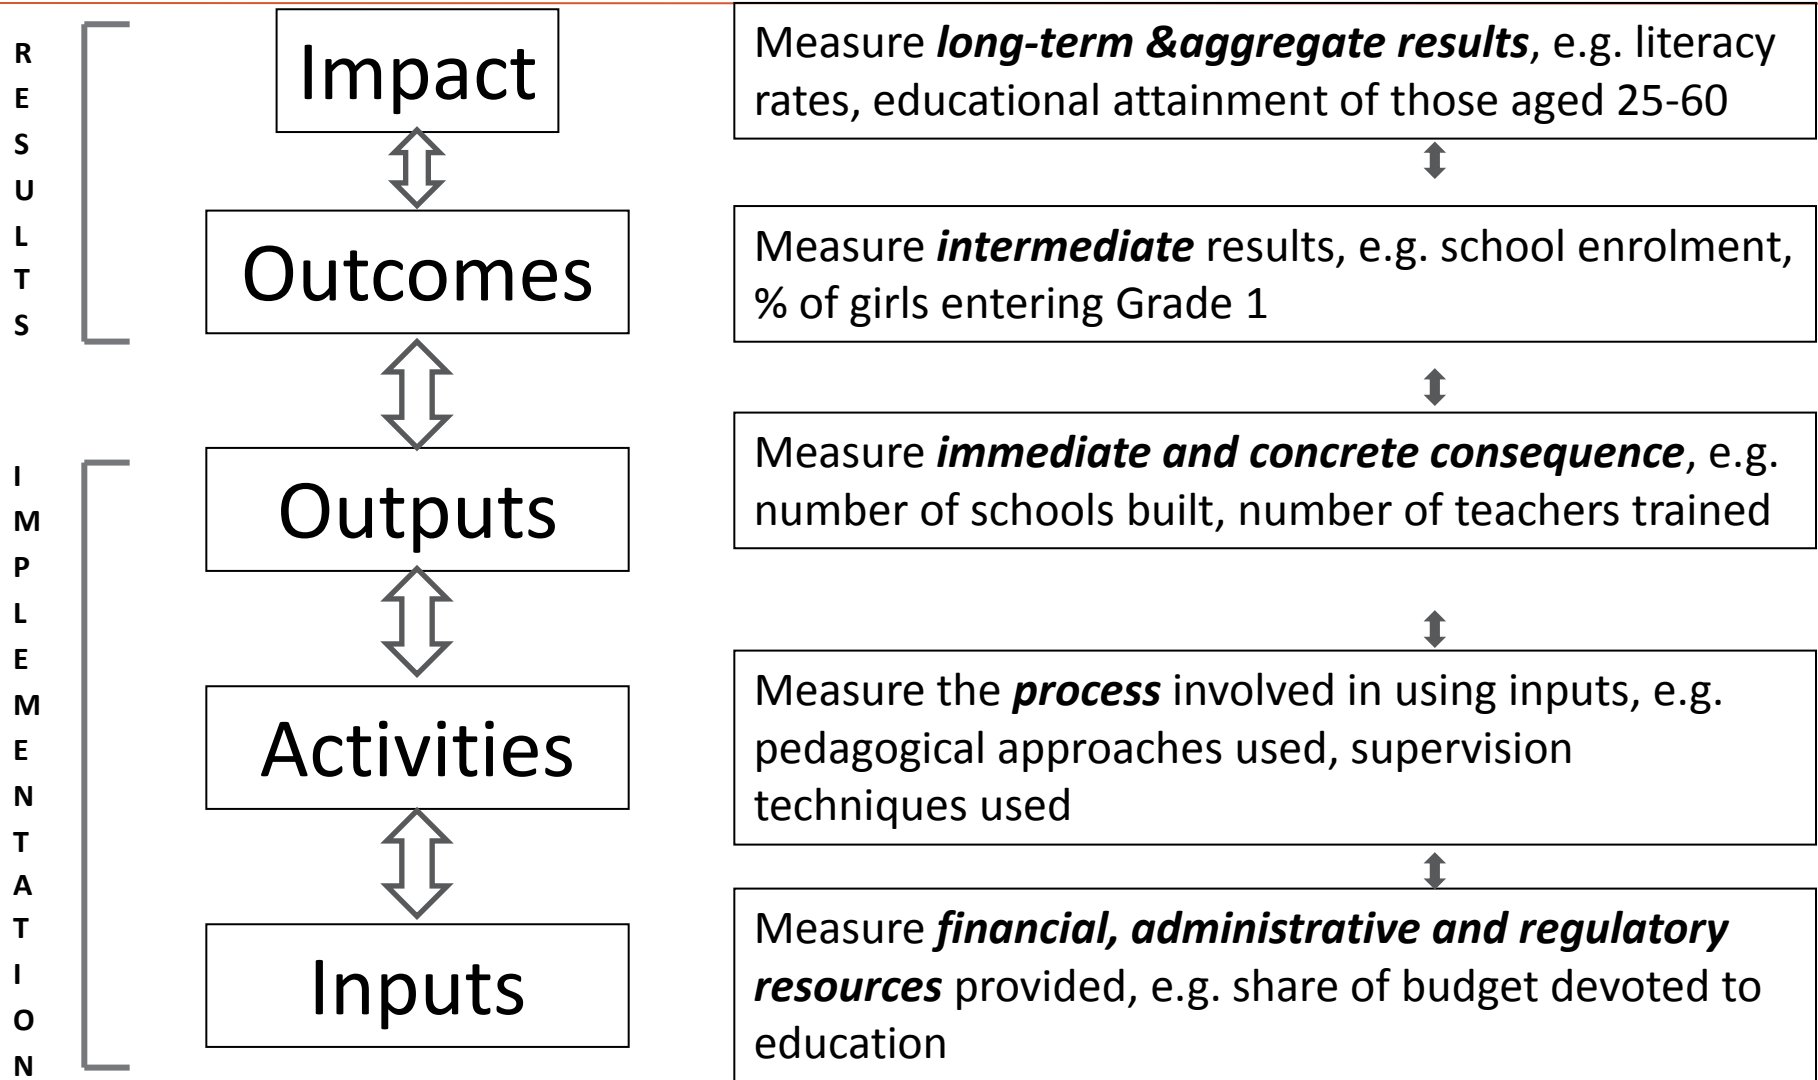 RESULTS
Impact
Measure long-term &aggregate results, e.g. literacy
rates, educational attainment of those aged 25-60
Outcomes
Measure intermediate results, e.g. school enrolment,
% of girls entering Grade 1
IMPLEMENTATION
Outputs
Measure immediate and concrete consequence, e.g.
number of schools built, number of teachers trained
Activities
Measure the process involved in using inputs, e.g.
pedagogical approaches used, supervision
techniques used
Inputs
Measure financial, administrative and regulatory
resources provided, e.g. share of budget devoted to
education